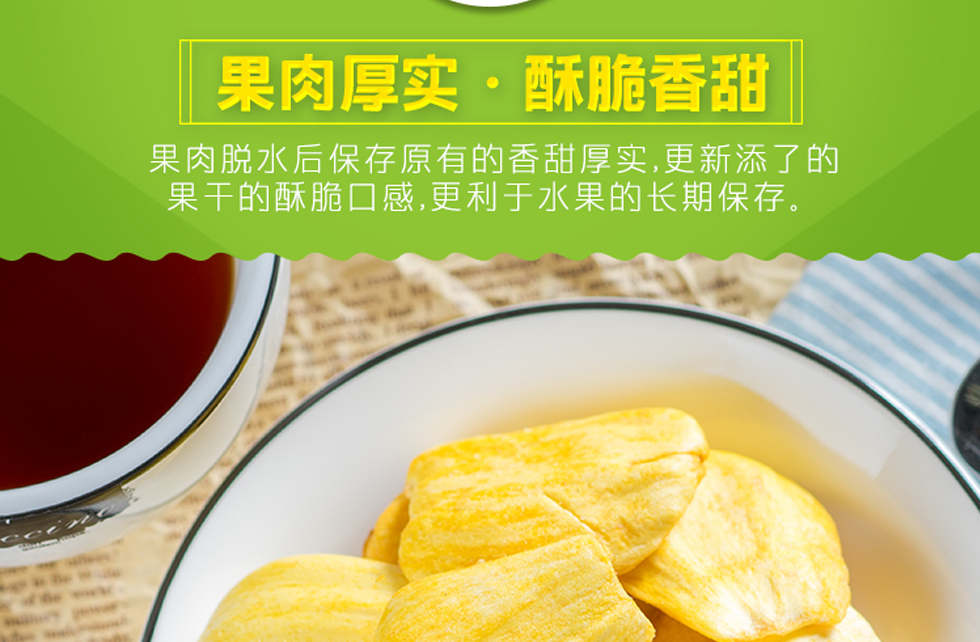 果肉厚实·酥脆香甜
果肉脱水后保存原有的香甜厚实,更新添了的
果干的酥脆口感,更利于水果的长期保存。